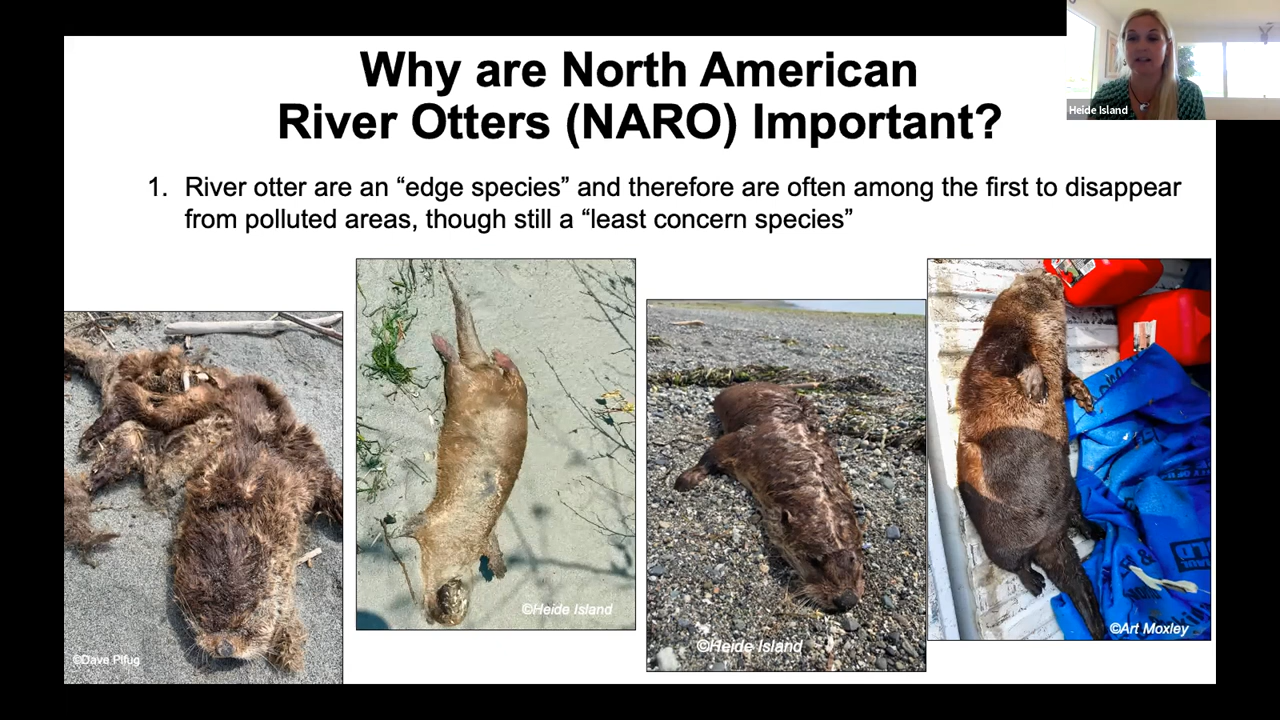 Why are North American
River Otters (NARO) Important?
Heide Island
1. River otter are an “edge species” and therefore are often among the first to disappear
from polluted areas, though still a “least concern species”
©Dave Pifug
©Heide Island
©Heide Island
©Art Moxley